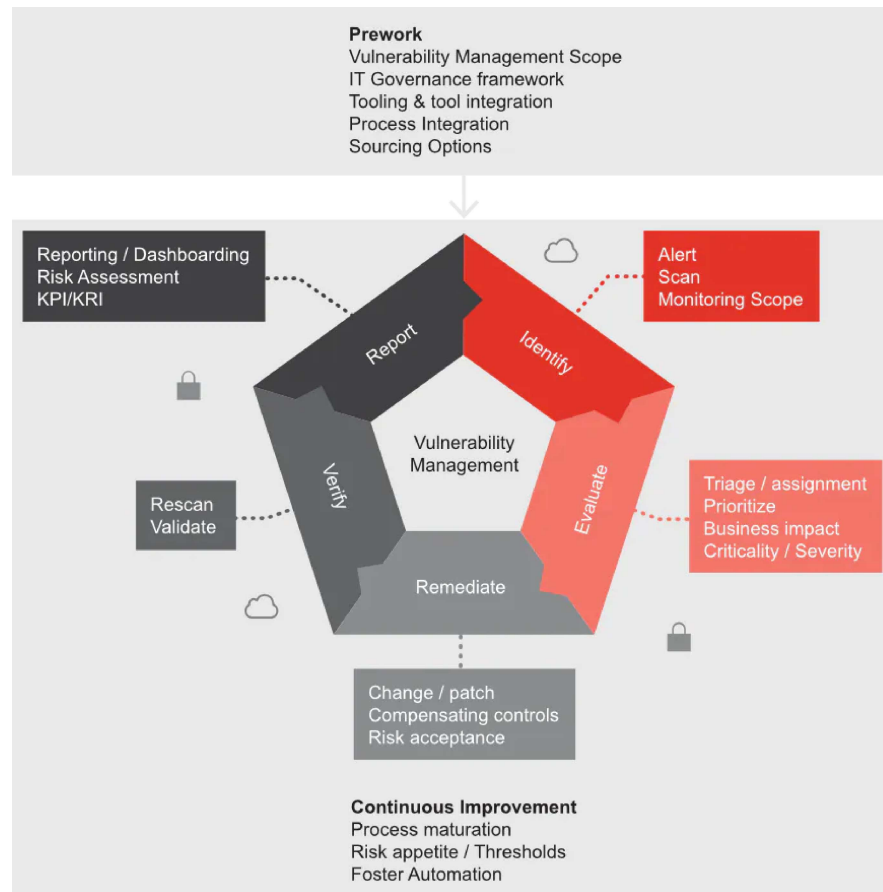 Prework
Vulnerability Management Scope
IT Governance framework
Tooling & tool integration
Process Integration
Sourcing Options
Reporting / Dashboarding
Risk Assessment
KPI/KRI
Alert
Scan
Monitoring Scope
Report
Identify
Vulnerability
Management
Verify
Evaluate
Rescan
Validate
Triage / assignment
Prioritize
Business impact
Criticality / Severity
Remediate
Change / patch
Compensating controls
Risk acceptance
Continuous Improvement
Process maturation
Risk appetite / Thresholds
Foster Automation